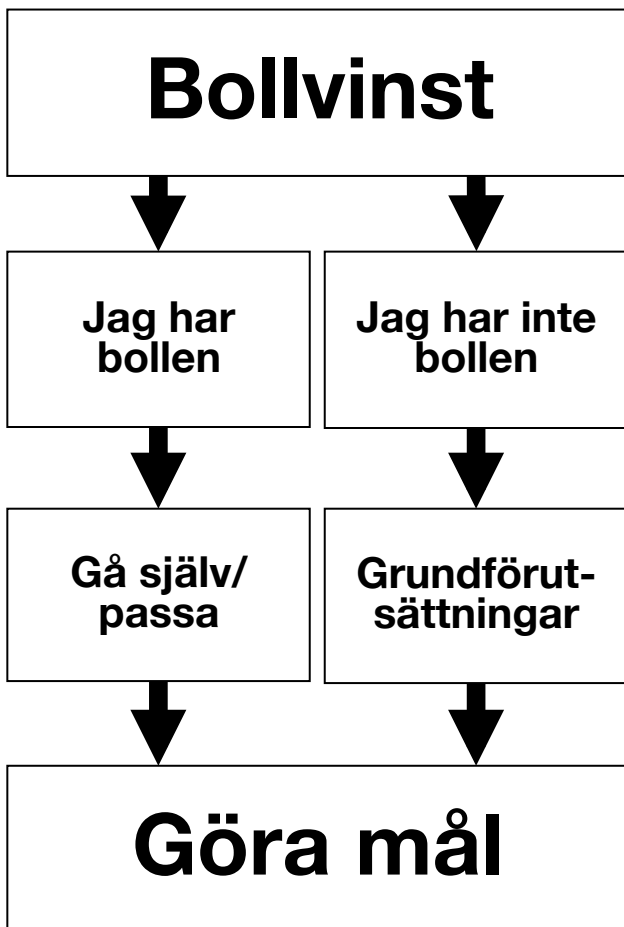 Bollvinst
Jag har
bollen
Jag har inte
bollen
Gå själv/
passa
Grundförut-
sättningar
Göra mål